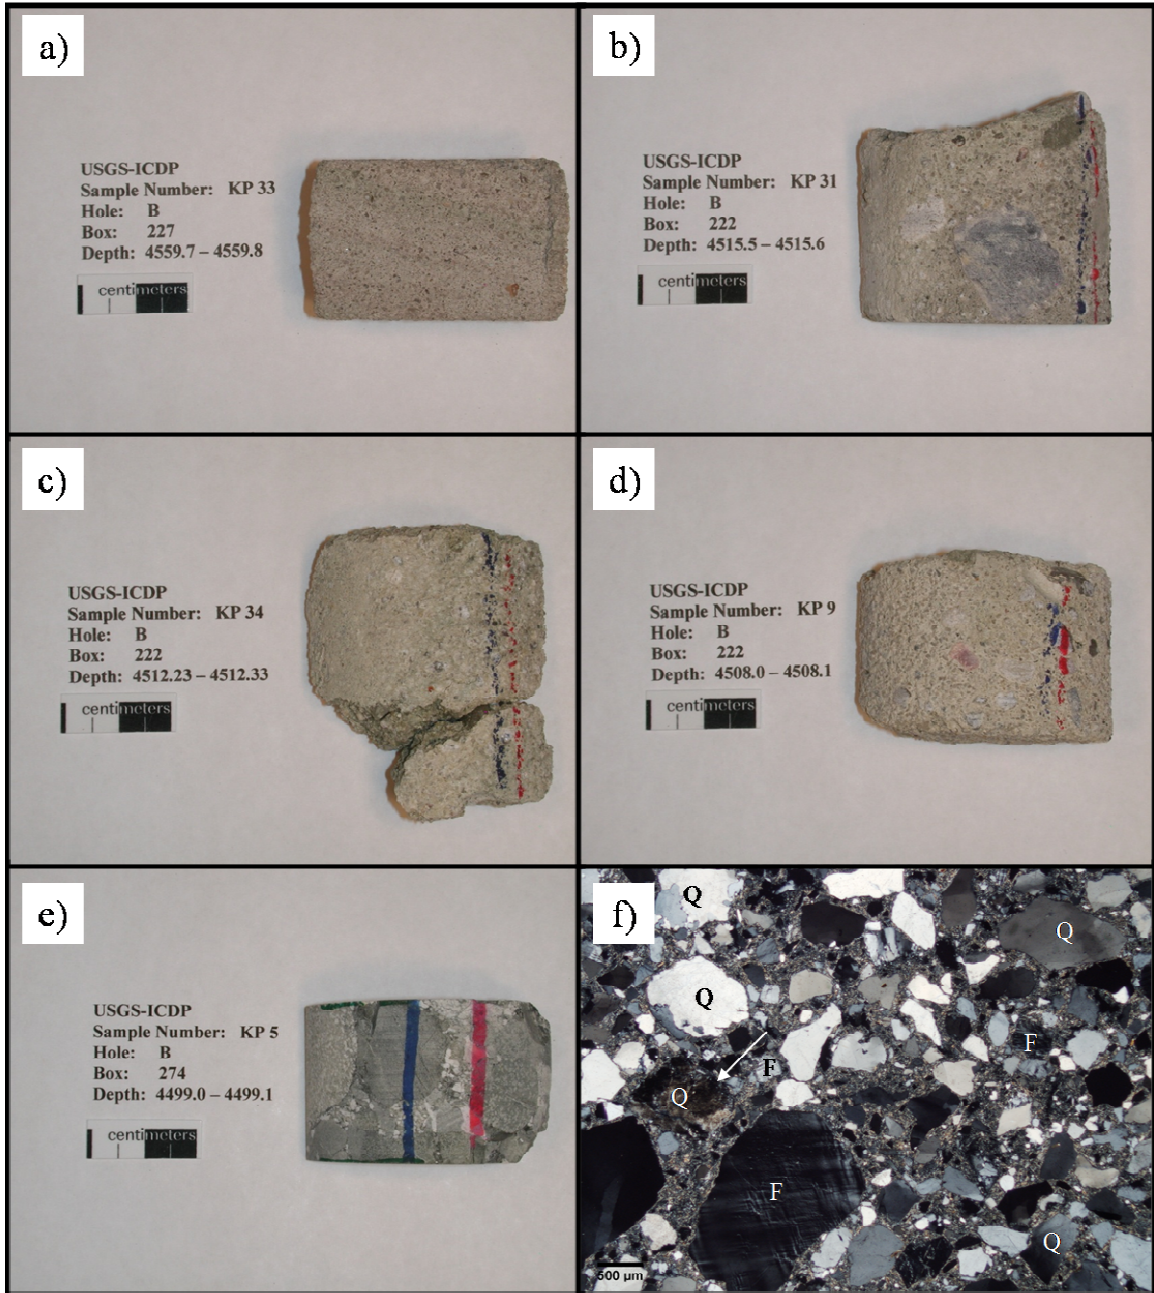 a)
USGS-ICDP
Sample Number: KP 33
Hole: B
Box: 227
Depth: 4559.7 – 4559.8
centimeters
b)
USGS-ICDP
Sample Number: KP 31
Hole: B
Box: 222
Depth: 4515.5 – 4515.6
centimeters
c)
USGS-ICDP
Sample Number: KP 34
Hole: B
Box: 222
Depth: 4512.23 – 4512.33
centimeters
d)
USGS-ICDP
Sample Number: KP 9
Hole: B
Box: 222
Depth: 4508.0 – 4508.1
centimeters
e)
USGS-ICDP
Sample Number: KP 5
Hole: B
Box: 274
Depth: 4499.0 – 4499.1
centimeters
f)
Q
Q
Q
F
F
Q
F
Q
500 µm